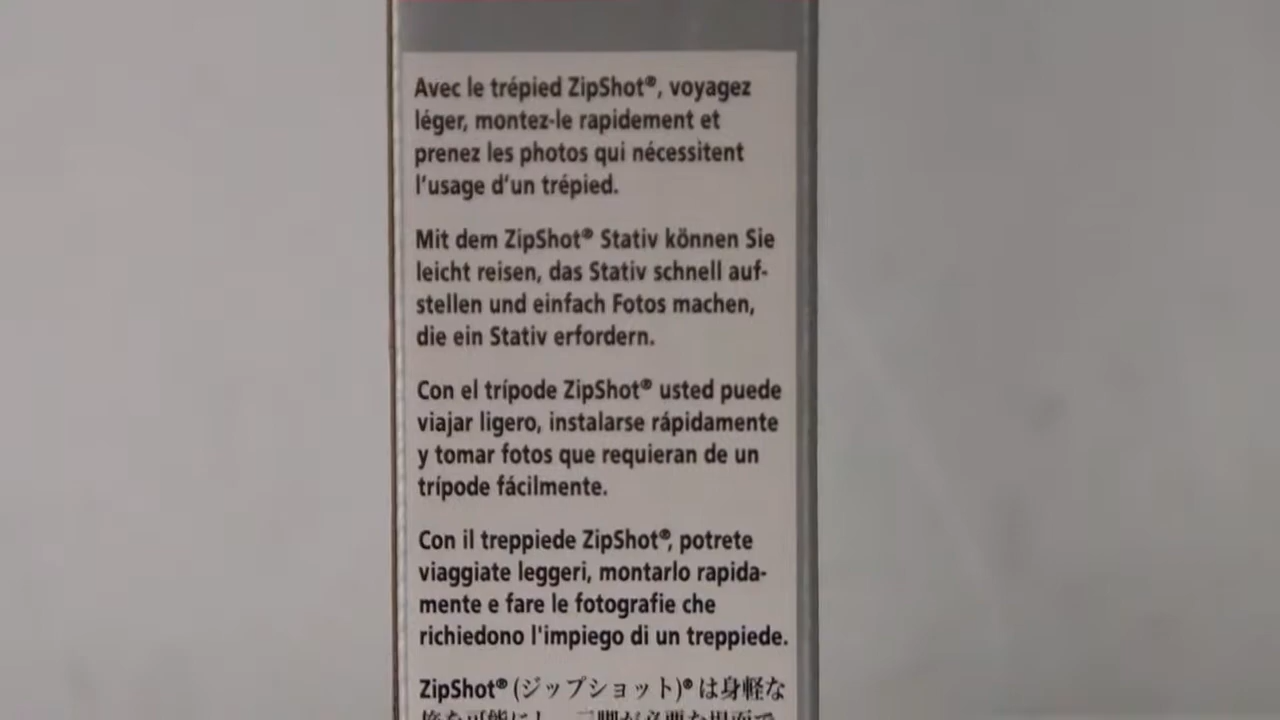 Avec le trépied ZipShot®, voyagez
léger, montez-le rapidement et
prenez les photos qui nécessitent
l'usage d'un trépied.
Mit dem ZipShot® Stativ können Sie
leicht reisen, das Stativ schnell auf-
stellen und einfach Fotos machen,
die ein Stativ erfordern.
Con el trípode ZipShot® usted puede
viajar ligero, instalarse rápidamente
y tomar fotos que requieran de un
trípode fácilmente.
Con il treppiede ZipShot®, potrete
viaggiate leggeri, montarlo rapida-
mente e fare le fotografie che
richiedono l'impiego di un treppiede.
ZipShot® (ジップショット)® は身軽な